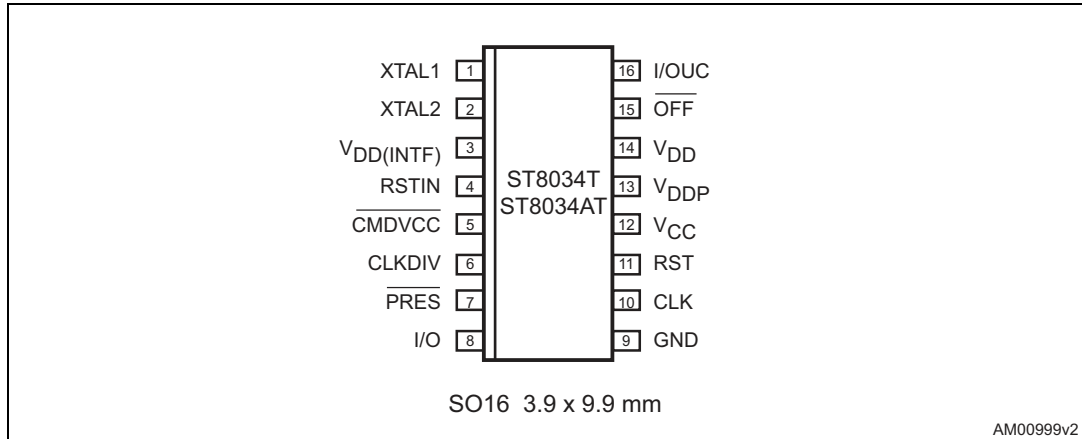 XTAL1 1
XTAL2 2
VDD(INTF) 3
RSTIN 4
CMDVCC 5
CLKDIV 6
PRES 7
I/O 8
ST8034T
ST8034AT
16 I/OUC
15 OFF
14 VDD
13 VDDP
12 VCC
11 RST
10 CLK
9 GND
SO16 3.9 x 9.9 mm
AM00999v2